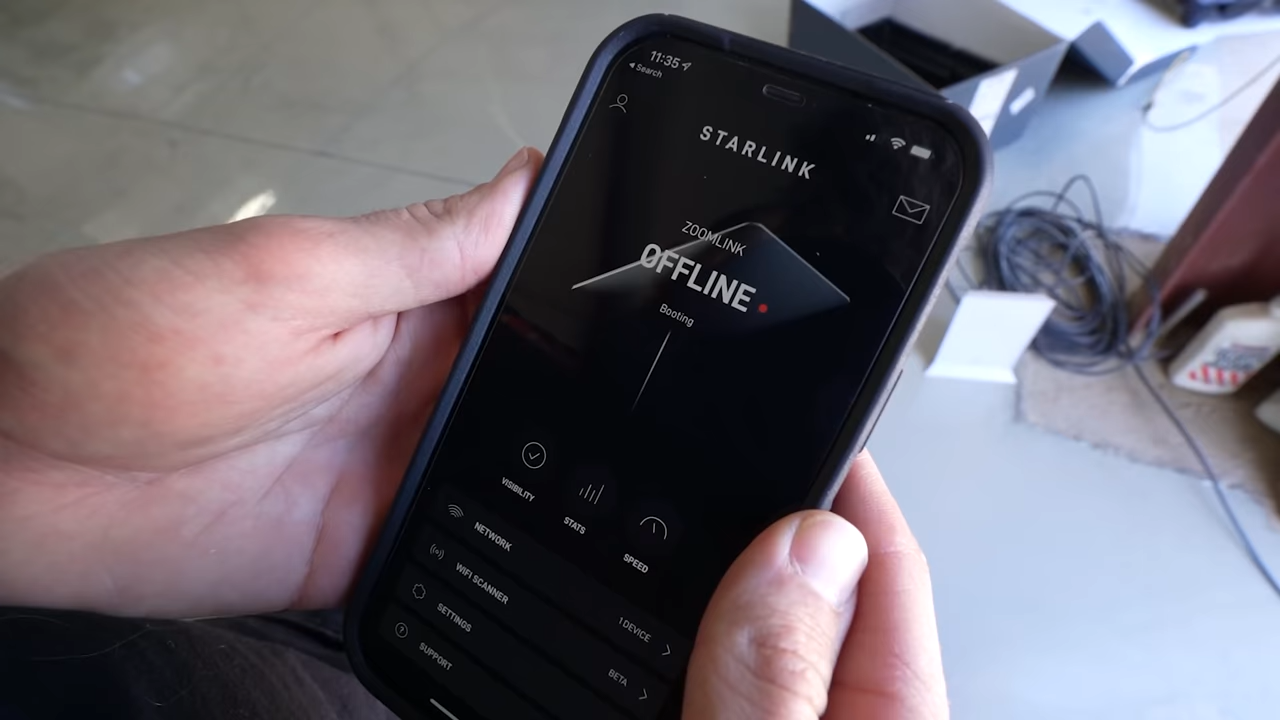 11:35
Search
STARLINK
ZOOMLINK
OFFLINE
Booting
VISIBILITY
STATS
SPEED
NETWORK
1 DEVICE
WIFI SCANNER
BETA
SETTINGS
SUPPORT